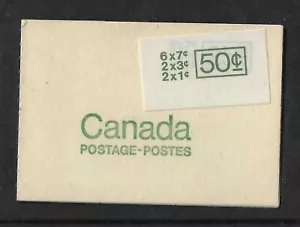 6x7¢
2x3¢
2x1¢
50¢
Canada
POSTAGE-POSTES